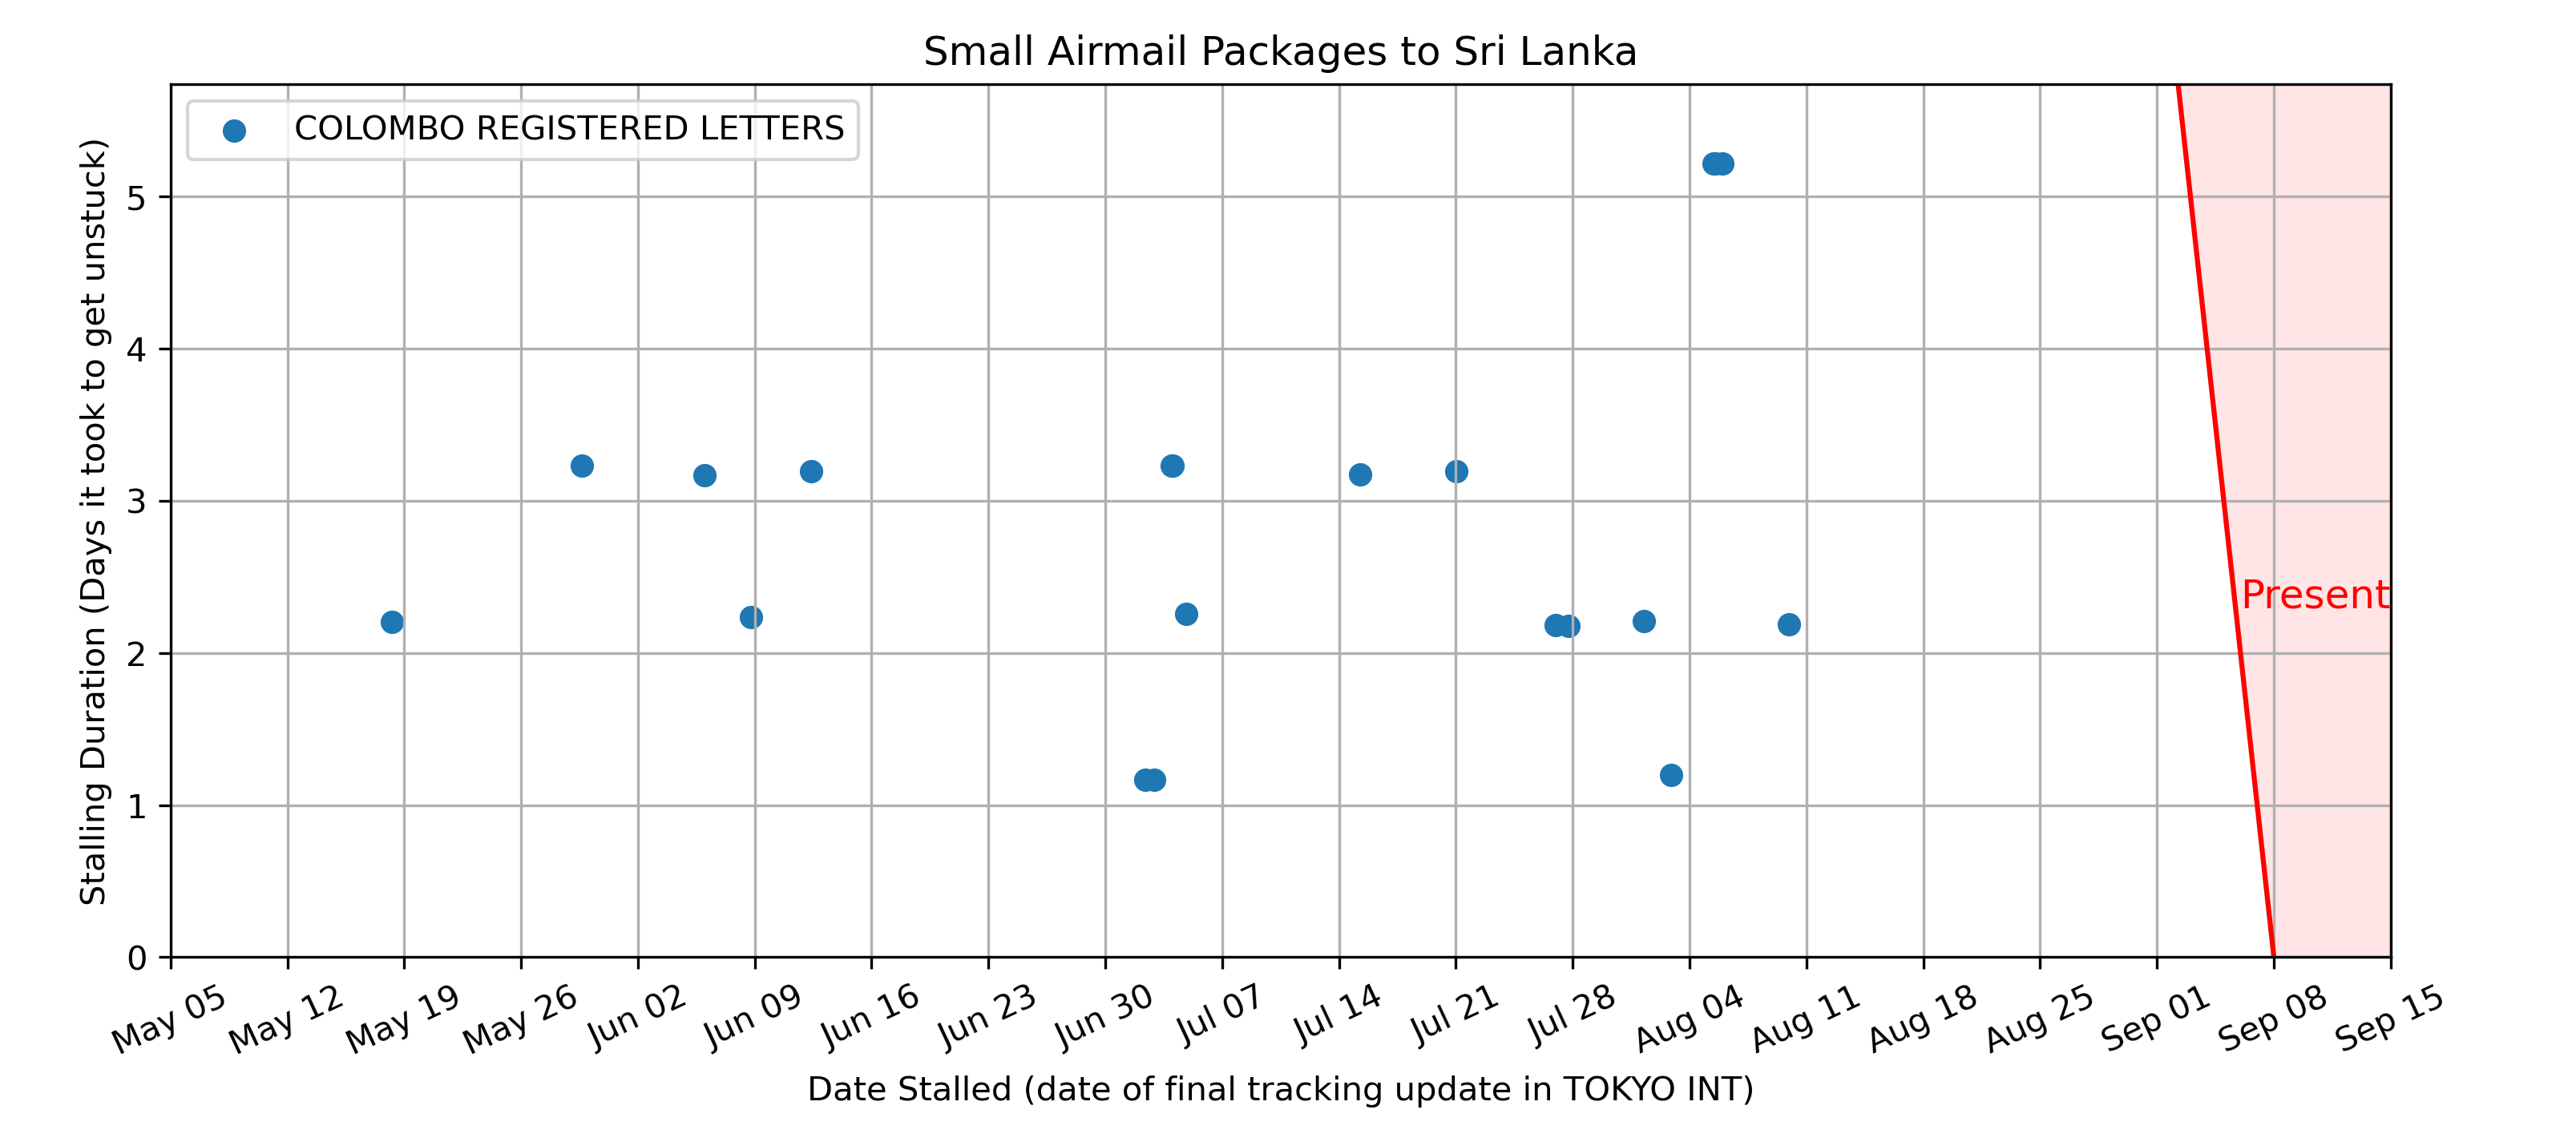 Small Airmail Packages to Sri Lanka
COLOMBO REGISTERED LETTERS
Stalling Duration (Days it took to get unstuck)
5
4
3
2
1
0
Present
May 05
May 12
May 19
May 26
Jun 02
Jun 09
Jun 16
Jun 23
Jun 30
Jul 07
Jul 14
Jul 21
Jul 28
Aug 04
Aug 11
Aug 18
Aug 25
Sep 01
Sep 08
Sep 15
Date Stalled (date of final tracking update in TOKYO INT)